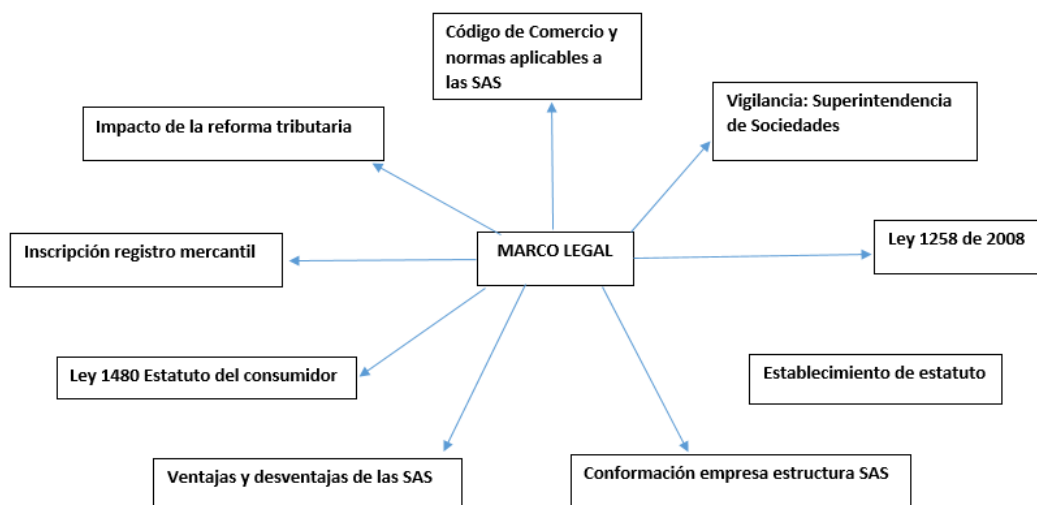 Código de Comercio y
normas aplicables a
las SAS
Vigilancia: Superintendencia
de Sociedades
Impacto de la reforma tributaria
Inscripción registro mercantil
MARCO LEGAL
Ley 1258 de 2008
Ley 1480 Estatuto del consumidor
Establecimiento de estatuto
Ventajas y desventajas de las SAS
Conformación empresa estructura SAS